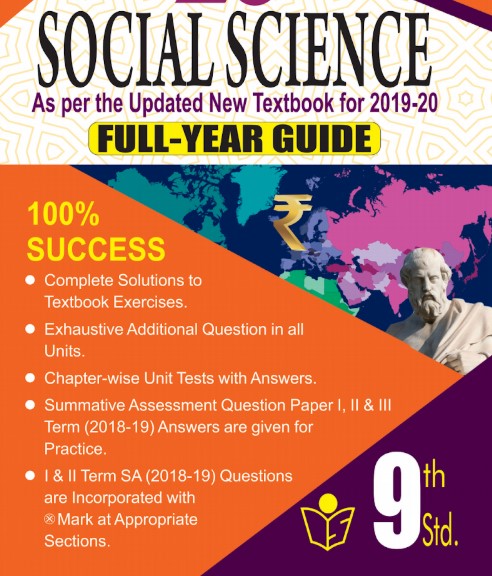 SOCIAL SCIENCE
As per the Updated New Textbook for 2019-20
FULL-YEAR GUIDE
₹
100%
SUCCESS
● Complete Solutions to
Textbook Exercises.
● Exhaustive Additional Question in all
Units.
● Chapter-wise Unit Tests with Answers.
● Summative Assessment Question Paper I, II & III
Term (2018-19) Answers are given for
Practice.
● I & II Term SA (2018-19) Questions
are Incorporated with
※Mark at Appropriate
Sections.
9th
Std.